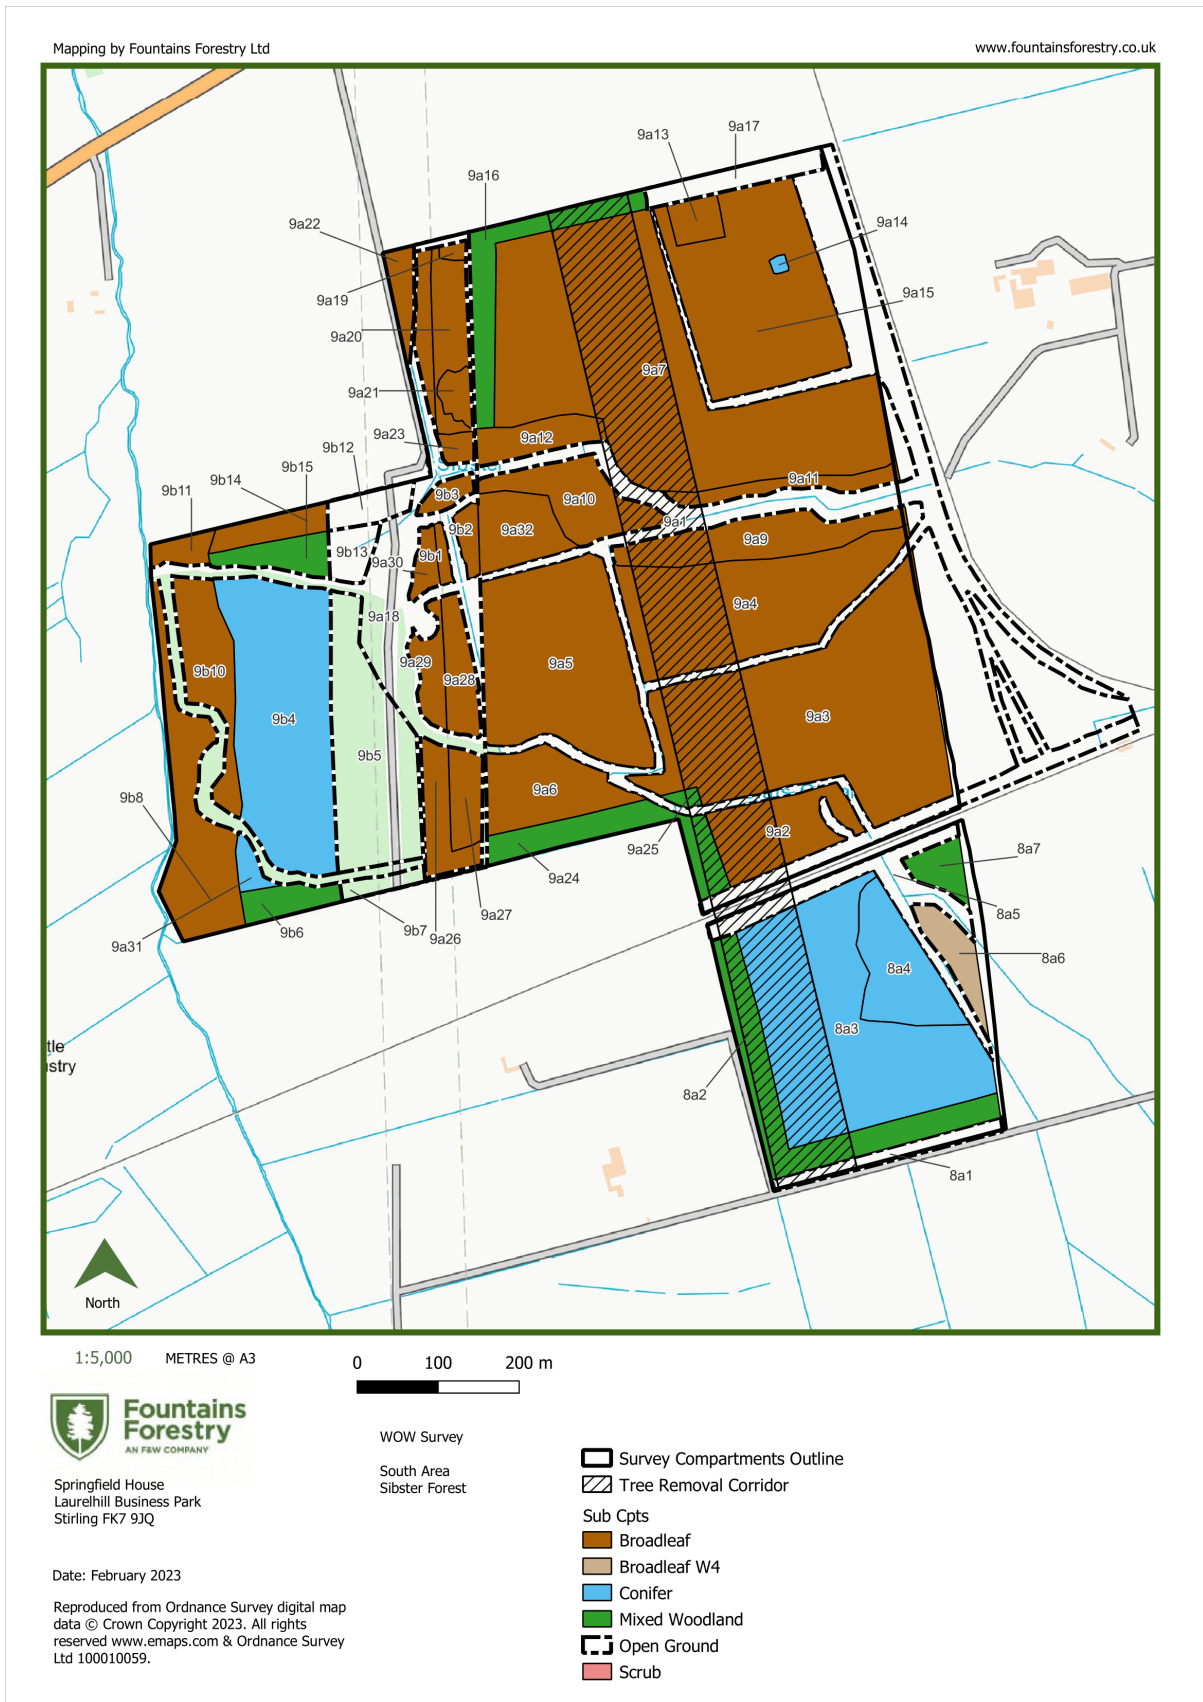 Mapping by Fountains Forestry Ltd
www.fountainsforestry.co.uk
9a17
9a13
9a16
9a22
9a14
9a19
9a15
9a20
9a7
9a21
9a23
9a12
9b12
9b15
9b14
9b11
9a11
9b3
9a10
9b2
9a32
9a1
9a9
9b13
9a30
9b1
9a4
9a18
9a29
9a5
9b10
9a28
9b4
9a3
9b5
9a6
9b8
9a2
9a25
9a24
8a7
9a27
8a5
9b7
9b6
9a26
9a31
8a6
8a4
8a3
tle
stry
8a2
8a1
North
1:5,000
METRES @ A3
0 100 200 m
Fountains
Forestry
AN F&W COMPANY
WOW Survey
South Area
Sibster Forest
Springfield House
Laurelhill Business Park
Stirling FK7 9JQ
Date: February 2023
Reproduced from Ordnance Survey digital map
data © Crown Copyright 2023. All rights
reserved www.emaps.com & Ordnance Survey
Ltd 100010059.
Survey Compartments Outline
Tree Removal Corridor
Sub Cpts
Broadleaf
Broadleaf W4
Conifer
Mixed Woodland
Open Ground
Scrub